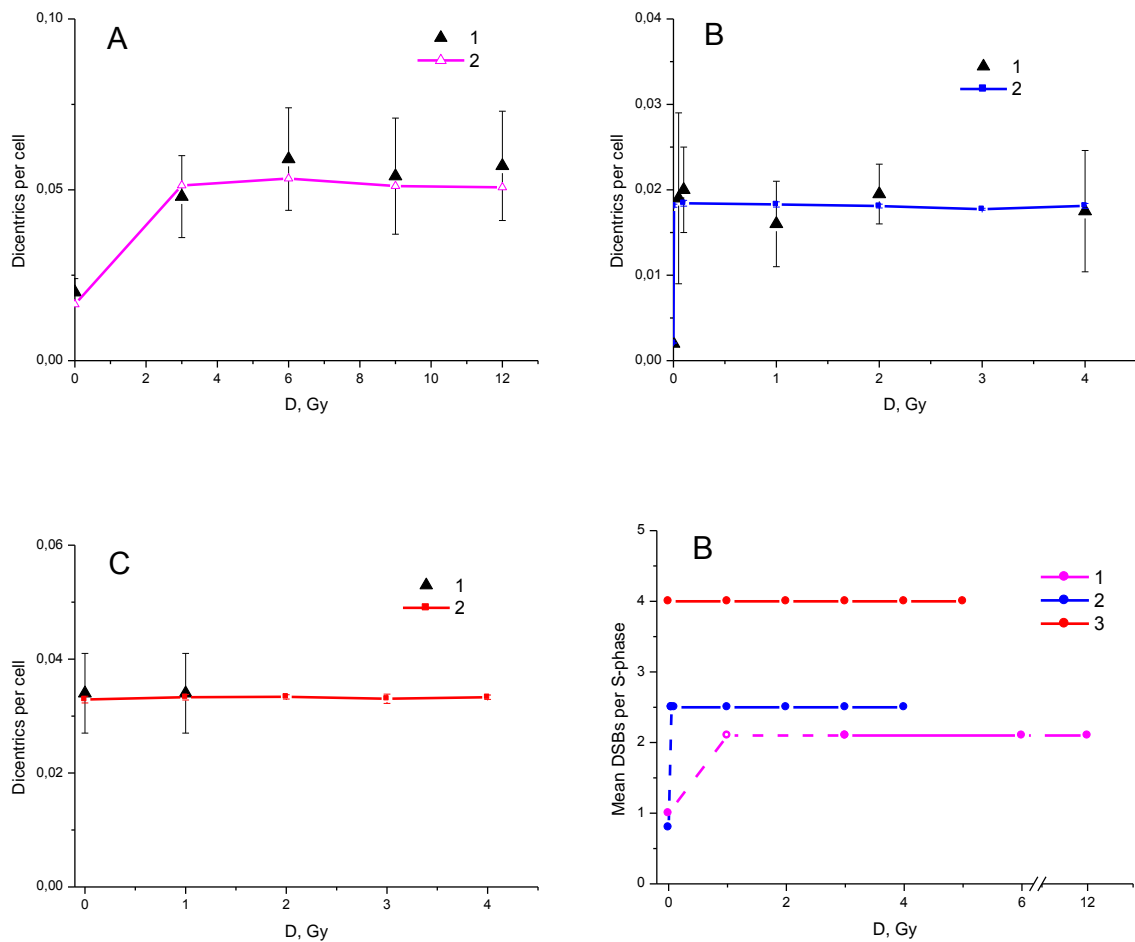 A
1
2
0,10
0,05
0,00
Dicentrics per cell
0 2 4 6 8 10 12
D, Gy
B
1
2
0,04
0,03
0,02
0,01
0,00
Dicentrics per cell
0 1 2 3 4
D, Gy
C
1
2
0,06
0,04
0,02
0,00
Dicentrics per cell
0 1 2 3 4
D, Gy
B
1
2
3
5
4
3
2
1
0
Mean DSBs per S-phase
0 2 4 6 12
D, Gy